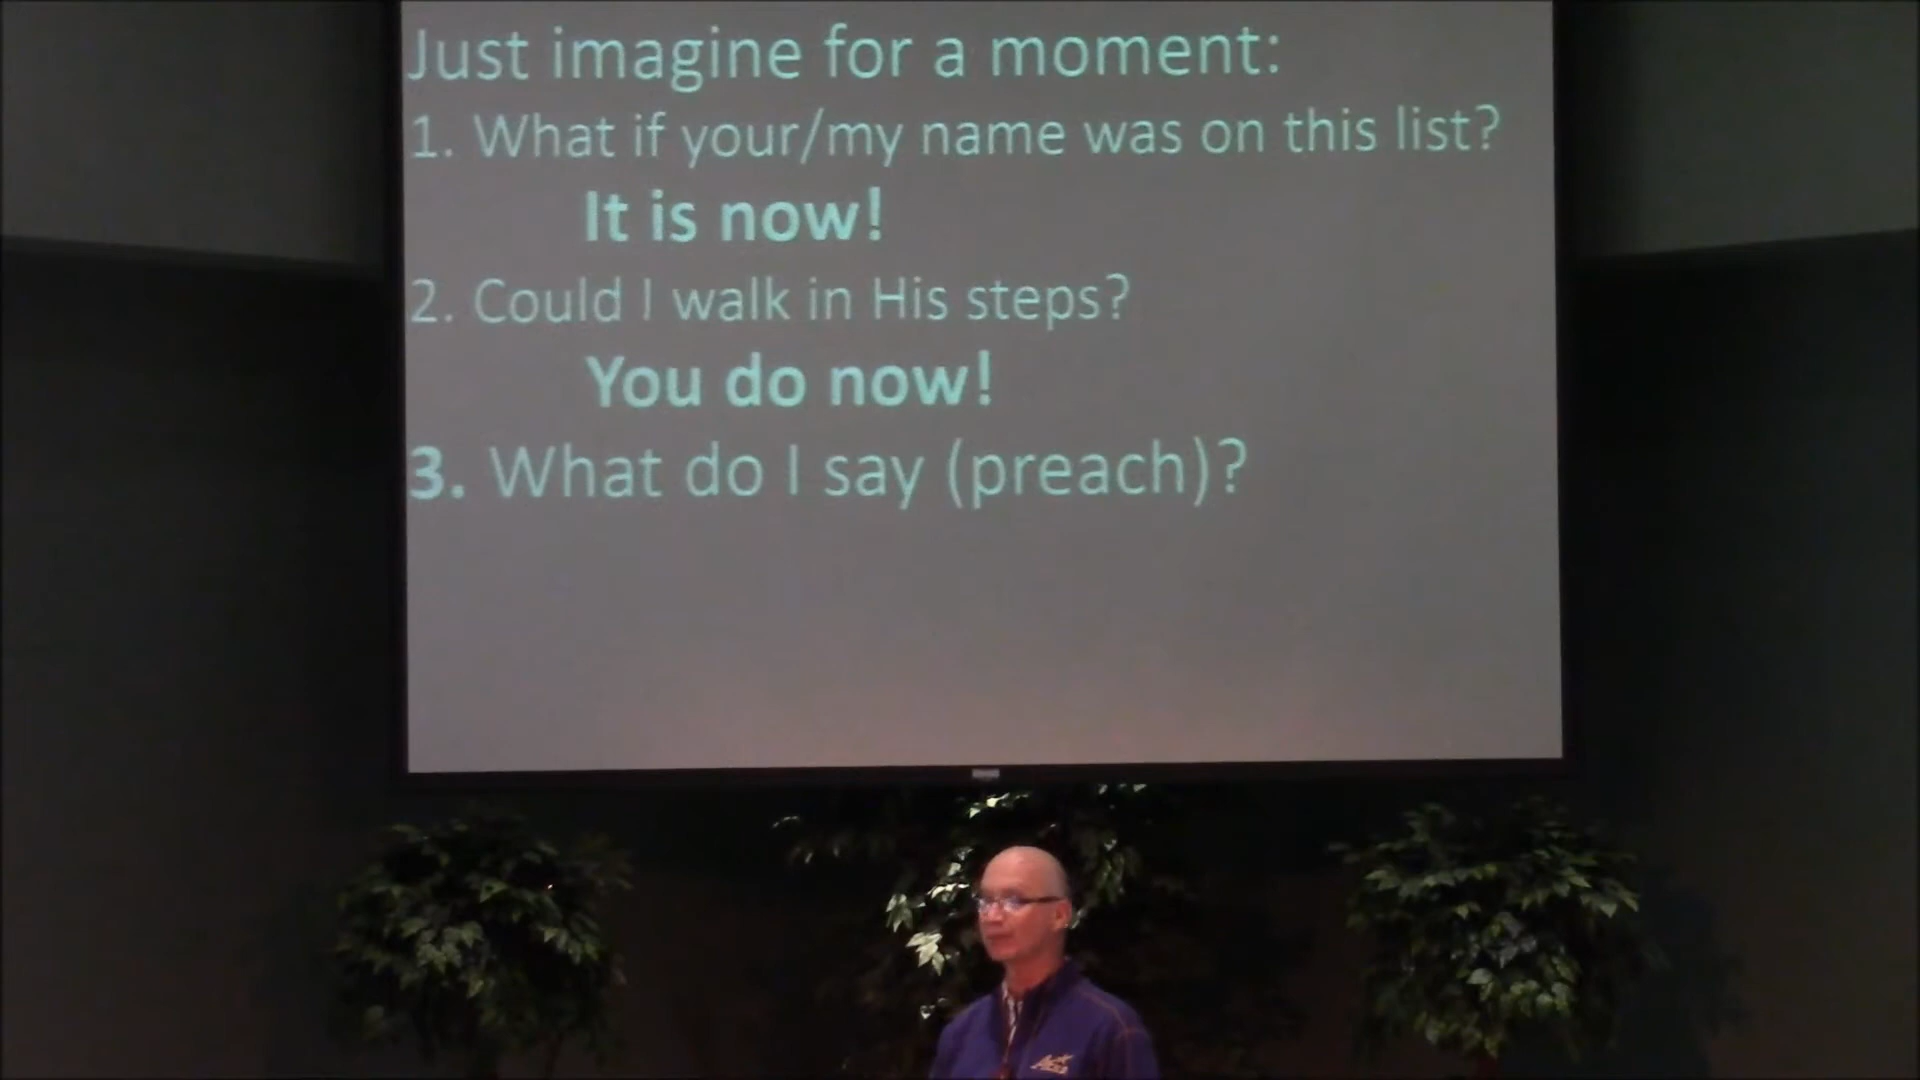 Just imagine for a moment:
1. What if your/my name was on this list?
It is now!
2. Could I walk in His steps?
You do now!
3. What do I say (preach)?